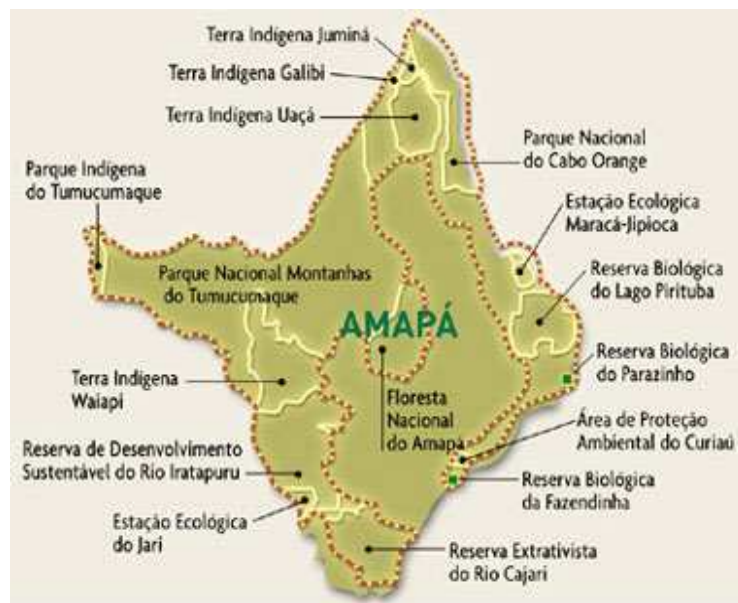 Terra Indígena Juminá
Terra Indígena Galibi
Terra Indígena Uaçá
Parque Nacional
do Cabo Orange
Parque Indígena
do Tumucumaque
Estação Ecológica
Maracá-Jipioca
Parque Nacional Montanhas
do Tumucumaque
Reserva Biológica
do Lago Pirituba
AMAPÁ
Reserva Biológica
do Parazinho
Terra Indígena
Waiapi
Floresta
Nacional
do Amapá
Área de Proteção
Ambiental do Curiaú
Reserva de Desenvolvimento
Sustentável do Rio Iratapuru
Reserva Biológica
da Fazendinha
Estação Ecológica
do Jari
Reserva Extrativista
do Rio Cajari